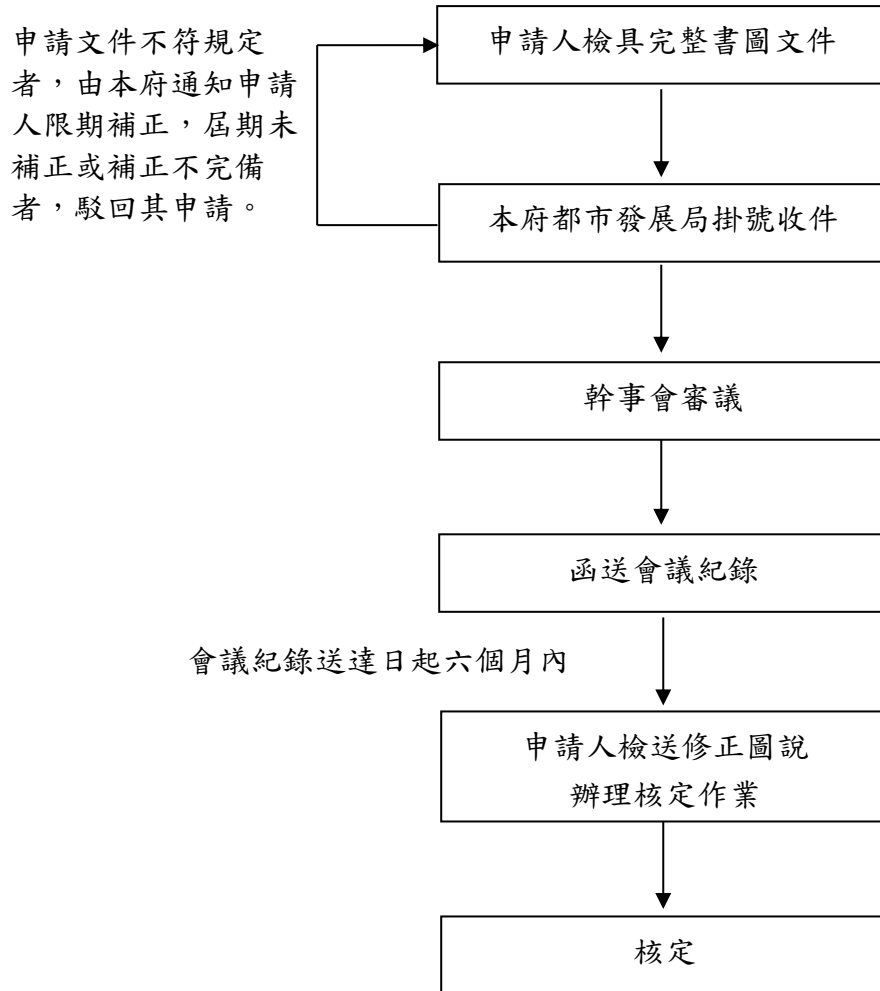 申請文件不符規定
者，由本府通知申請
人限期補正，屆期未
補正或補正不完備
者，駁回其申請。
申請人檢具完整書圖文件
本府都市發展局掛號收件
幹事會審議
函送會議紀錄
會議紀錄送達日起六個月內
申請人檢送修正圖說
辦理核定作業
核定